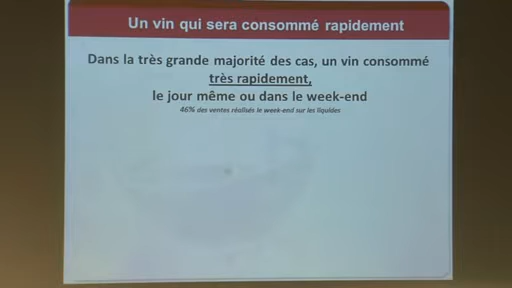 Un vin qui sera consommé rapidement
Dans la très grande majorité des cas, un vin consommé
très rapidement,
le jour même ou dans le week-end
46% des ventes réalisés le week-end sur les liquides